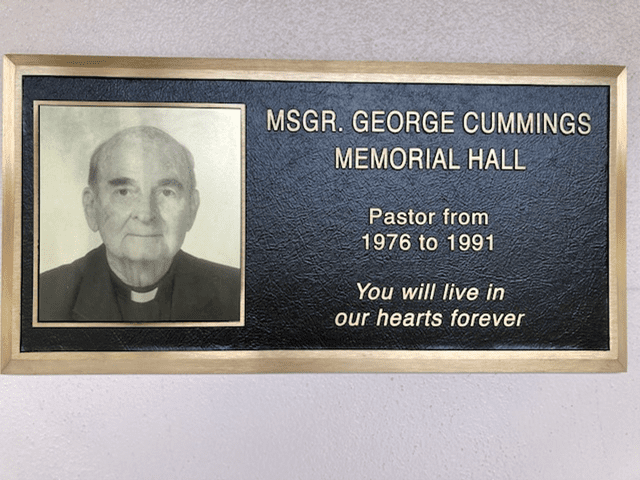 MSGR. GEORGE CUMMINGS
MEMORIAL HALL
Pastor from
1976 to 1991
You will live in
our hearts forever